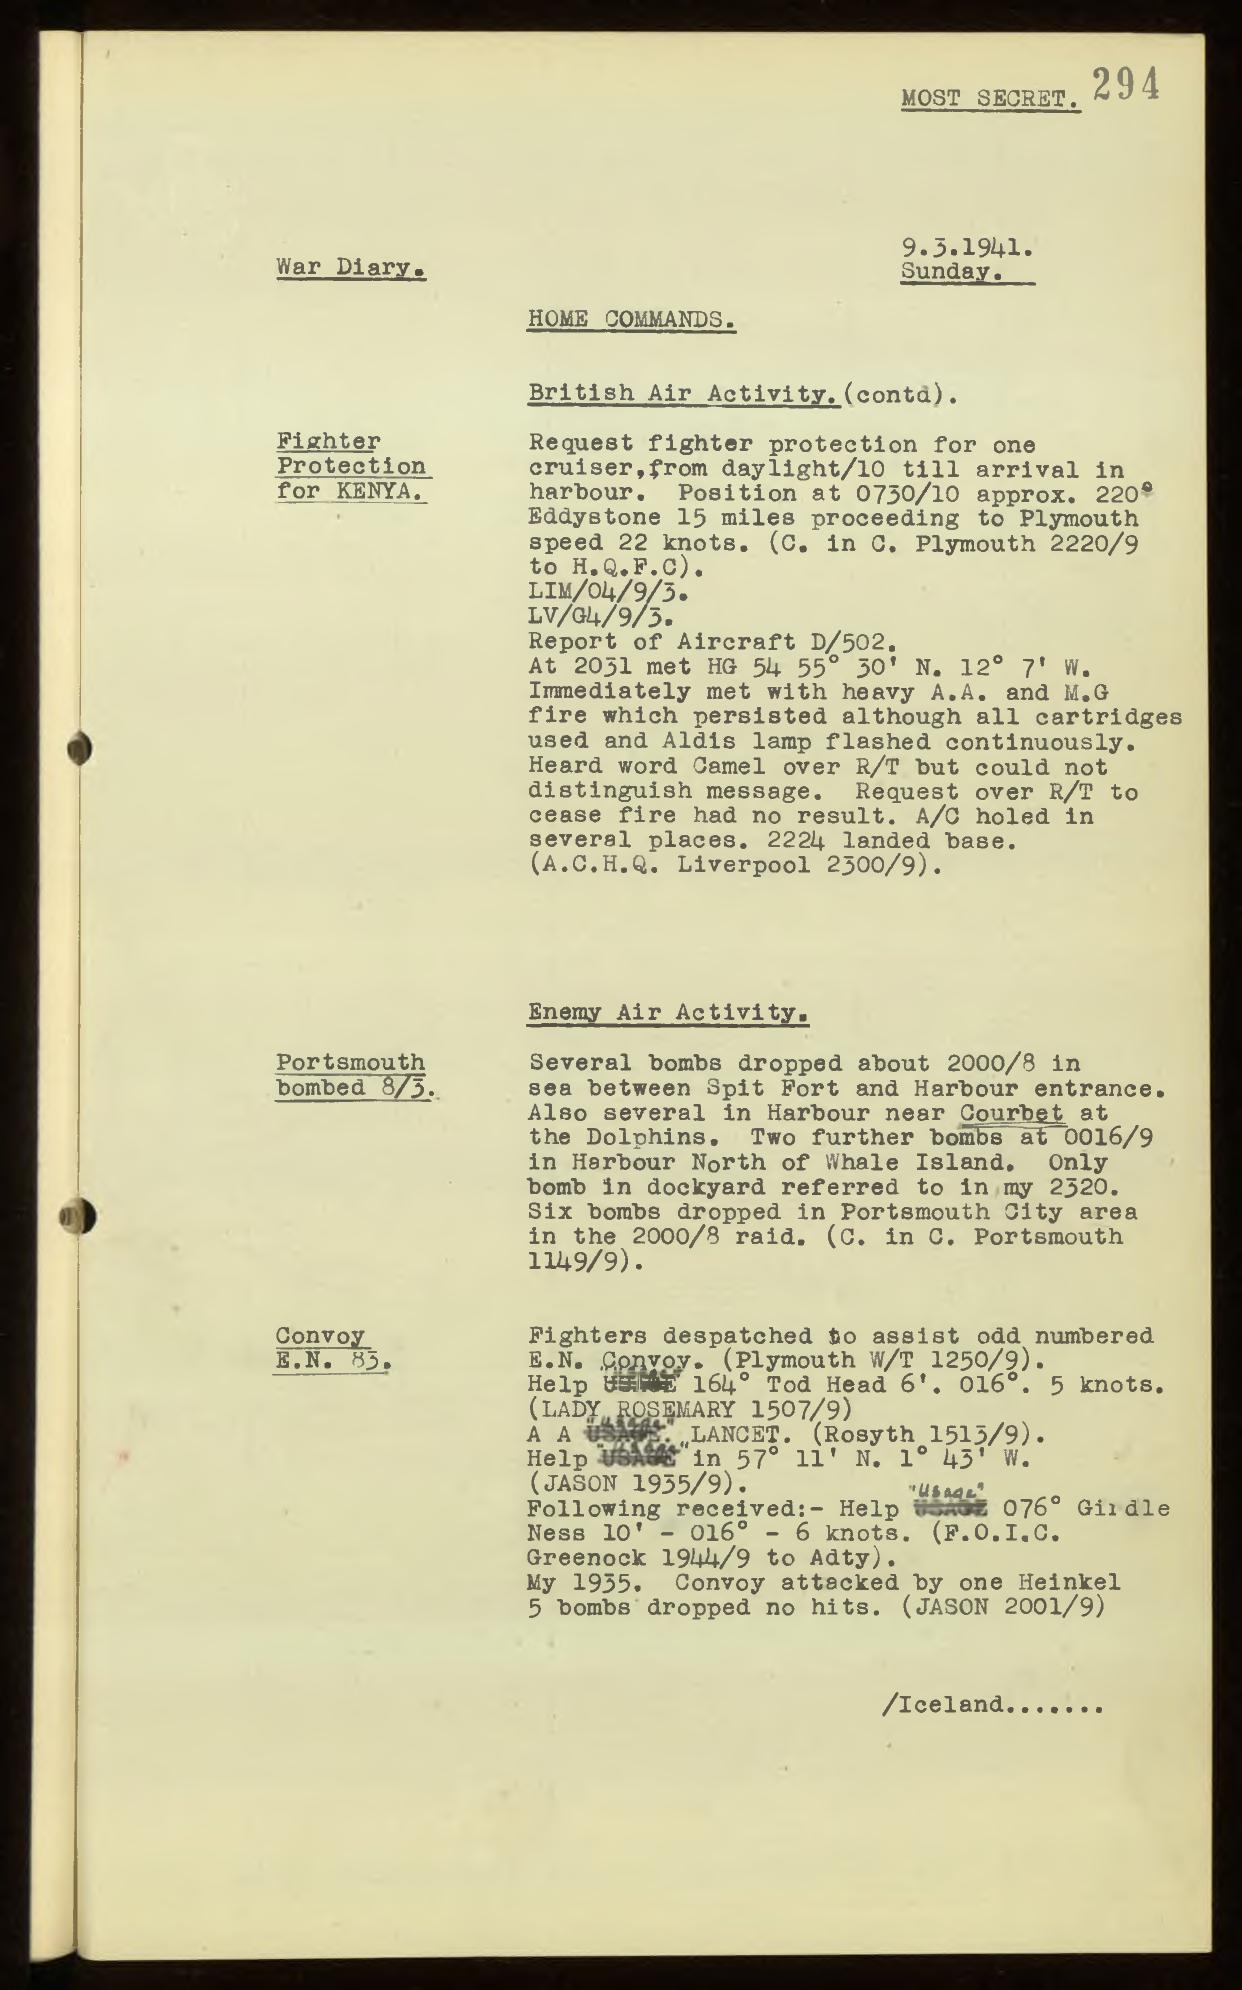 MOST SECRET. 294
9.3.1941.
War Diary.
Sunday.
HOME COMMANDS.
British Air Activity.(contd).
Fighter
Protection
for KENYA.
Request fighter protection for one
cruiser,from daylight/10 till arrival in
harbour. Position at 0730/10 approx. 220°
Eddystone 15 miles proceeding to Plymouth
speed 22 knots. (C. in C. Plymouth 2220/9
to H.Q.F.C).
LIM/04/9/3.
LV/G4/9/3.
Report of Aircraft D/502.
At 2031 met HG 54 55° 30' N. 12° 7' W.
Immediately met with heavy A.A. and M.G
fire which persisted although all cartridges
used and Aldis lamp flashed continuously.
Heard word Camel over R/T but could not
distinguish message. Request over R/T to
cease fire had no result. A/C holed in
several places. 2224 landed base.
(A.C.H.Q. Liverpool 2300/9).
Enemy Air Activity.
Portsmouth
bombed 8/3.
Several bombs dropped about 2000/8 in
sea between Spit Fort and Harbour entrance.
Also several in Harbour near Courbet at
the Dolphins. Two further bombs at 0016/9
in Harbour North of Whale Island. Only
bomb in dockyard referred to in my 2320.
Six bombs dropped in Portsmouth City area
in the 2000/8 raid. (C. in C. Portsmouth
1149/9).
Convoy
E.N. 83.
Fighters despatched to assist odd numbered
E.N. Convoy. (Plymouth W/T 1250/9).
Help "Usage" 164° Tod Head 6'. 016°. 5 knots.
(LADY ROSEMARY 1507/9)
A A "Usage" LANCET. (Rosyth 1513/9).
Help "Usage" in 57° 11' N. 1° 43' W.
(JASON 1935/9).
Following received:- Help "Usage" 076° Girdle
Ness 10' - 016° - 6 knots. (F.O.I.C.
Greenock 1944/9 to Adty).
My 1935. Convoy attacked by one Heinkel
5 bombs dropped no hits. (JASON 2001/9)
/Iceland.......